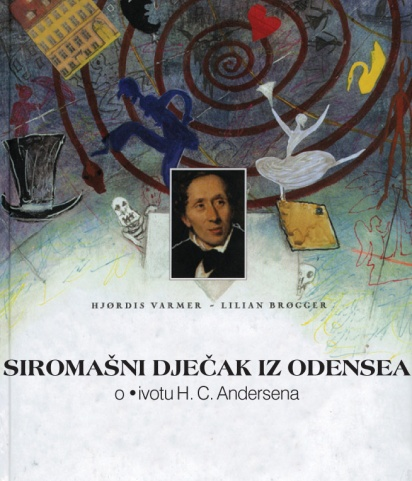 HJØRDIS VARMER - LILIAN BRØGGER
SIROMAŠNI DJEČAK IZ ODENSEA
o •ivotu H. C. Andersena